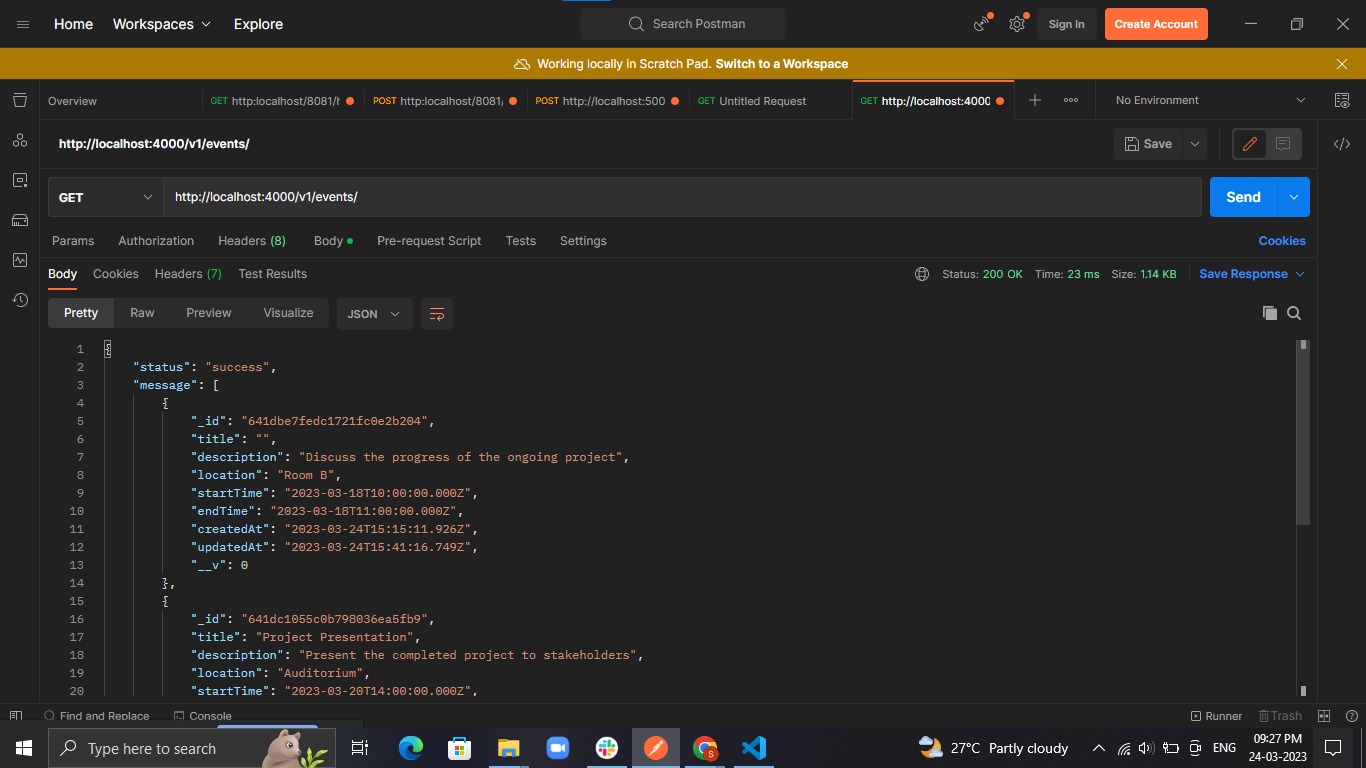 Home Workspaces Explore Search Postman Sign In Create Account
Working locally in Scratch Pad. Switch to a Workspace
Overview GET http:localhost/8081/ POST http:localhost/8081/ POST http://localhost:500 GET Untitled Request GET http://localhost:4000 No Environment
http://localhost:4000/v1/events/ Save
GET http://localhost:4000/v1/events/ Send
Params Authorization Headers (8) Body Pre-request Script Tests Settings Cookies
Body Cookies Headers (7) Test Results Status: 200 OK Time: 23 ms Size: 1.14 KB Save Response
Pretty Raw Preview Visualize JSON
1 {
2 "status": "success",
3 "message": [
4 {
5 "_id": "641dbe7fedc1721fc0e2b204",
6 "title": "",
7 "description": "Discuss the progress of the ongoing project",
8 "location": "Room B",
9 "startTime": "2023-03-18T10:00:00.000Z",
10 "endTime": "2023-03-18T11:00:00.000Z",
11 "createdAt": "2023-03-24T15:15:11.926Z",
12 "updatedAt": "2023-03-24T15:41:16.749Z",
13 "__v": 0
14 },
15 {
16 "_id": "641dc1055c0b798036ea5fb9",
17 "title": "Project Presentation",
18 "description": "Present the completed project to stakeholders",
19 "location": "Auditorium",
20 "startTime": "2023-03-20T14:00:00.000Z",
Find and Replace Console Runner Trash
Type here to search 27°C Partly cloudy ENG 09:27 PM
24-03-2023